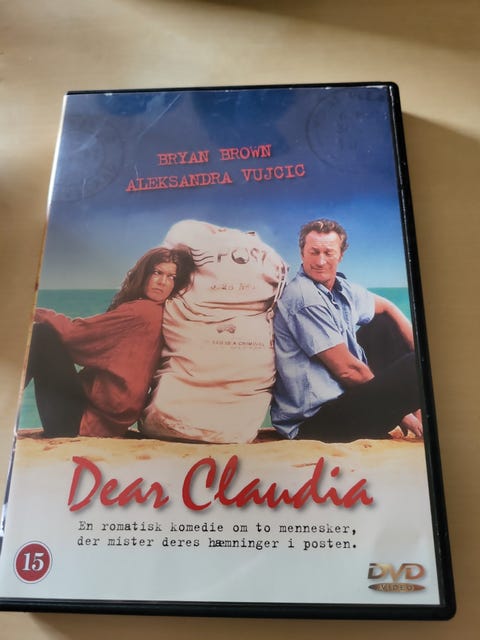 BRYAN BROWN
ALEKSANDRA VUJCIC
POST
Dear Claudia
En romatisk komedie om to mennesker,
der mister deres hæmninger i posten.
15
DVD
VIDEO